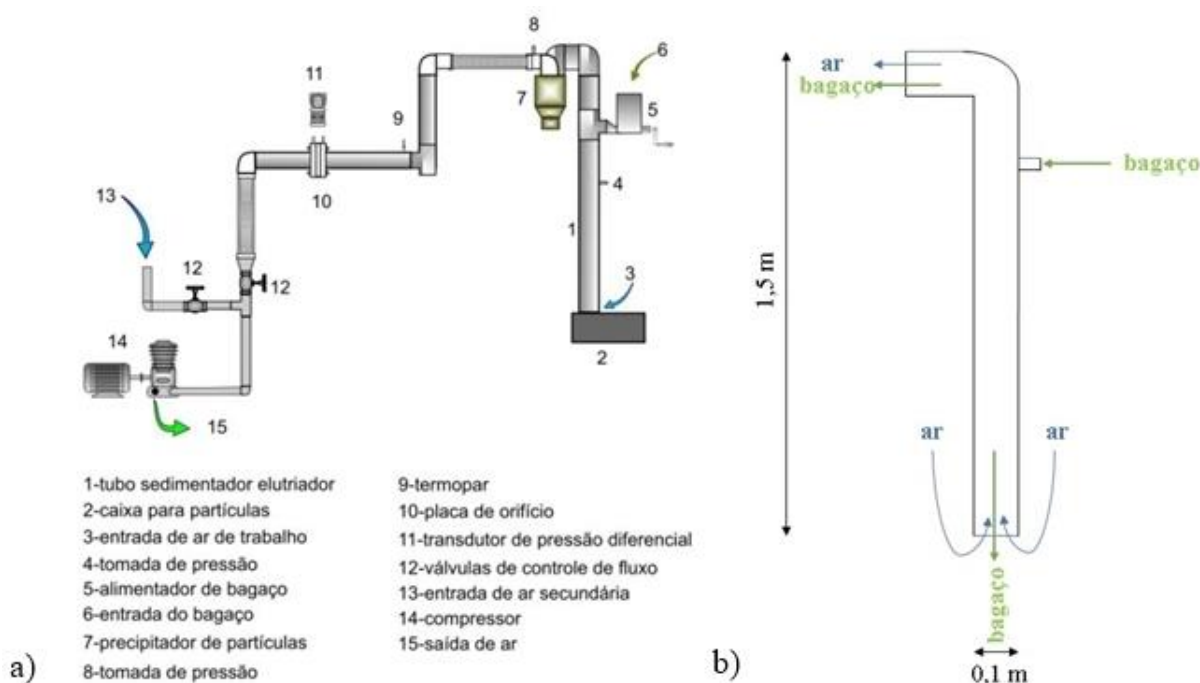 8
6
11
7
5
9
4
10
13
1
12
12
3
14
2
15
1-tubo sedimentador elutriador
2-caixa para partículas
3-entrada de ar de trabalho
4-tomada de pressão
5-alimentador de bagaço
6-entrada do bagaço
7-precipitador de partículas
8-tomada de pressão
9-termopar
10-placa de orifício
11-transdutor de pressão diferencial
12-válvulas de controle de fluxo
13-entrada de ar secundária
14-compressor
15-saída de ar
a)
ar
bagaço
bagaço
1,5 m
ar
ar
bagaço
0,1 m
b)